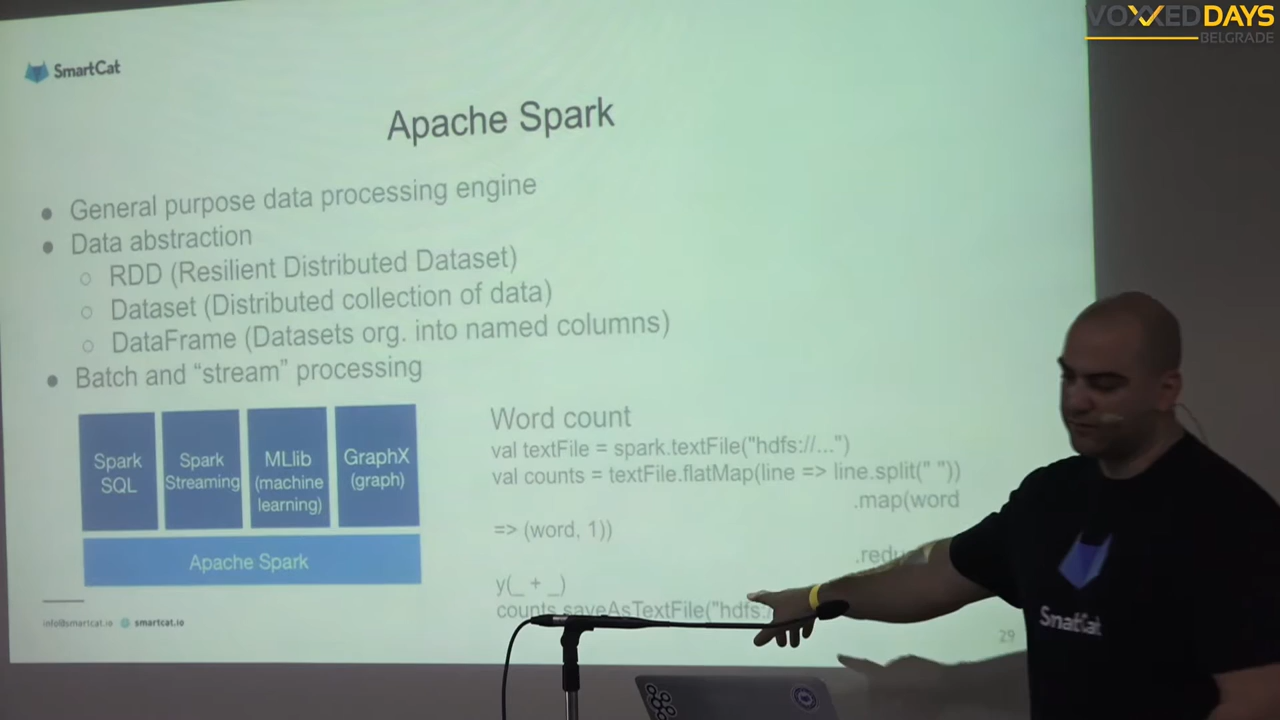 VOXXED DAYS
BELGRADE
SmartCat
Apache Spark
● General purpose data processing engine
● Data abstraction
○ RDD (Resilient Distributed Dataset)
○ Dataset (Distributed collection of data)
○ DataFrame (Datasets org. into named columns)
● Batch and “stream” processing
Spark
SQL
Spark
Streaming
MLlib
(machine
learning)
GraphX
(graph)
Apache Spark
Word count
val textFile = spark.textFile("hdfs://...")
val counts = textFile.flatMap(line => line.split(" "))
.map(word
=> (word, 1))
y(_ + _)
counts.saveAsTextFile("hdfs:
info@smartcat.io smartcat.io
29
SmartCat